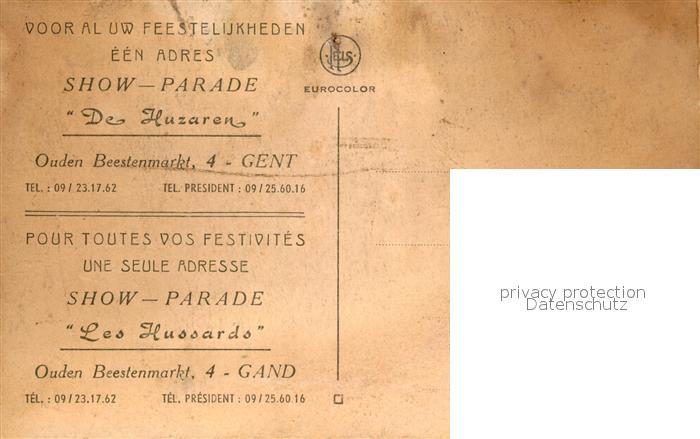 VOOR AL UW FEESTELIJKHEDEN
ÉÉN ADRES
SHOW — PARADE
" De Huzaren "
Ouden Beestenmarkt, 4 - GENT
TEL. : 09 / 23.17.62 TEL. PRESIDENT : 09 / 25.60.16
POUR TOUTES VOS FESTIVITÉS
UNE SEULE ADRESSE
SHOW — PARADE
" Les Hussards "
Ouden Beestenmarkt, 4 - GAND
TÉL. : 09 / 23.17.62 TÉL. PRÉSIDENT : 09 / 25.60.16
NELS
EUROCOLOR
privacy protection
Datenschutz